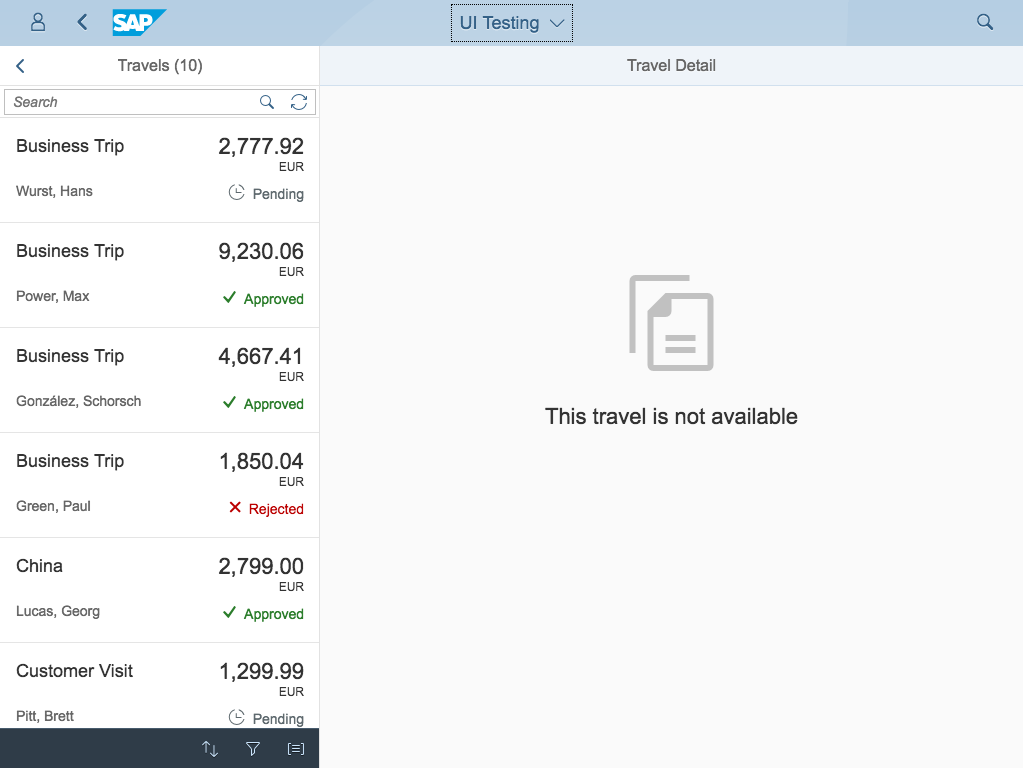 SAP
UI Testing
Travels (10)
Travel Detail
Search
Business Trip
2,777.92
EUR
Wurst, Hans
Pending
Business Trip
9,230.06
EUR
Power, Max
Approved
Business Trip
4,667.41
EUR
González, Schorsch
Approved
Business Trip
1,850.04
EUR
Green, Paul
Rejected
China
2,799.00
EUR
Lucas, Georg
Approved
Customer Visit
1,299.99
EUR
Pitt, Brett
Pending
This travel is not available